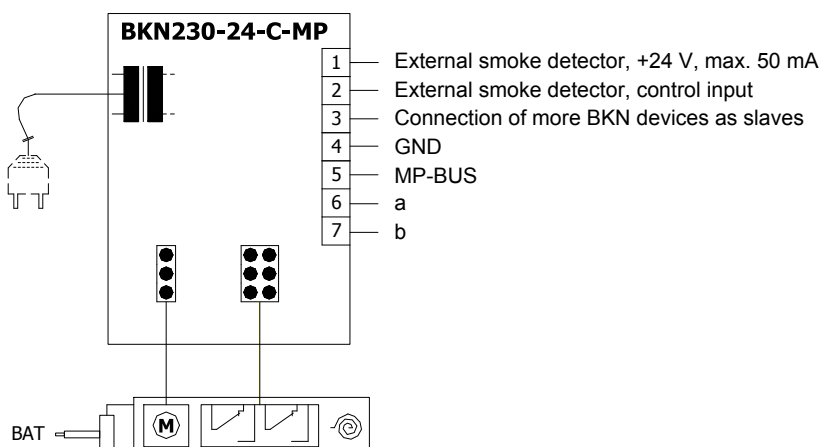 BKN230-24-C-MP
1 External smoke detector, +24 V, max. 50 mA
2 External smoke detector, control input
3 Connection of more BKN devices as slaves
4 GND
5 MP-BUS
6 a
7 b
BAT M